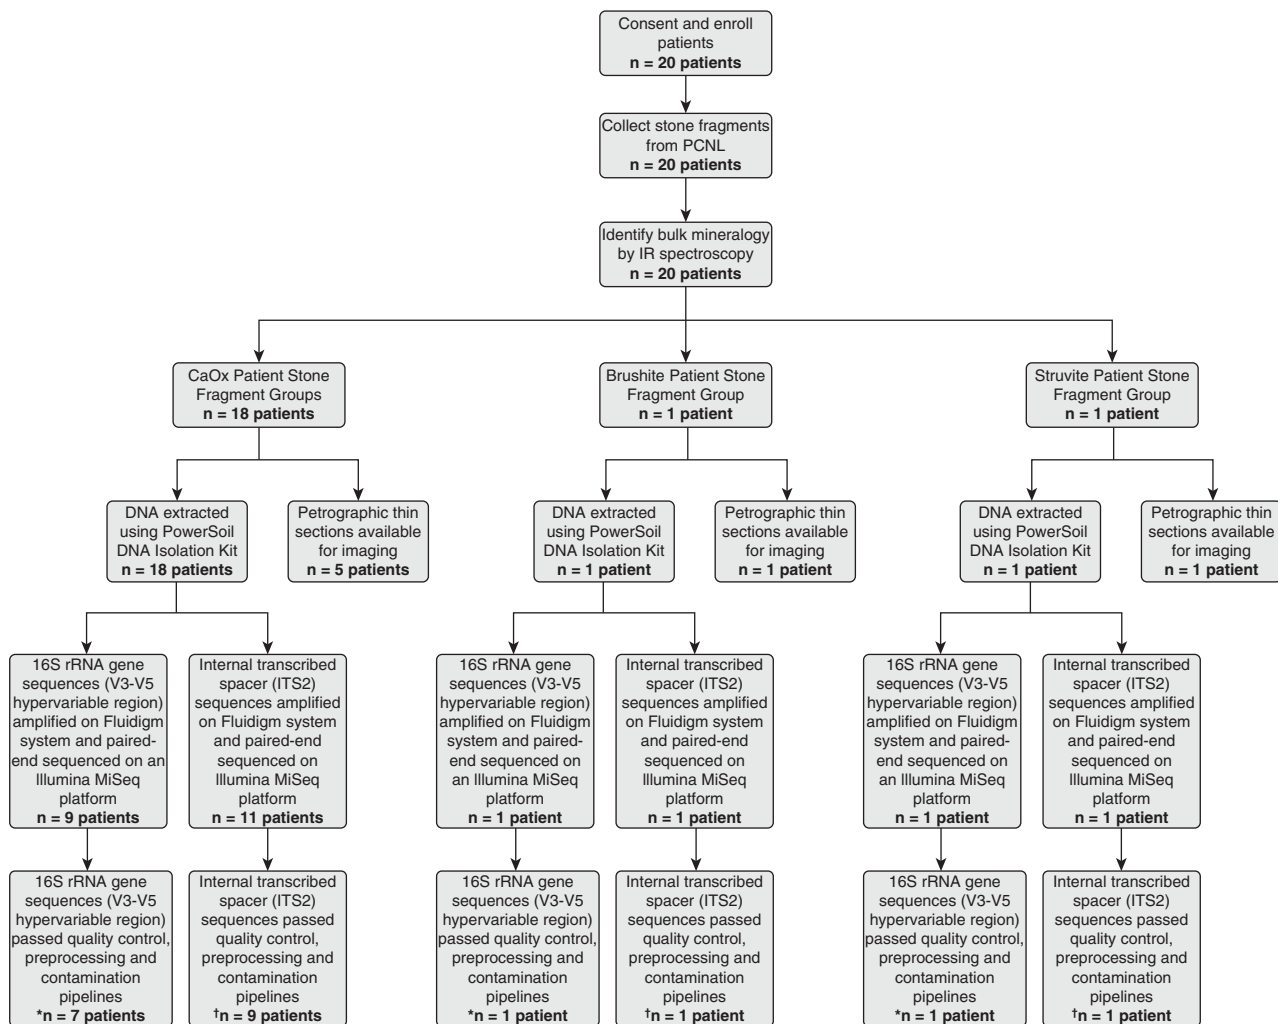 Consent and enroll
patients
n = 20 patients
Collect stone fragments
from PCNL
n = 20 patients
Identify bulk mineralogy
by IR spectroscopy
n = 20 patients
CaOx Patient Stone
Fragment Groups
n = 18 patients
Brushite Patient Stone
Fragment Group
n = 1 patient
Struvite Patient Stone
Fragment Group
n = 1 patient
DNA extracted
using PowerSoil
DNA Isolation Kit
n = 18 patients
Petrographic thin
sections available
for imaging
n = 5 patients
DNA extracted
using PowerSoil
DNA Isolation Kit
n = 1 patient
Petrographic thin
sections available
for imaging
n = 1 patient
DNA extracted
using PowerSoil
DNA Isolation Kit
n = 1 patient
Petrographic thin
sections available
for imaging
n = 1 patient
16S rRNA gene
sequences (V3-V5
hypervariable region)
amplified on Fluidigm
system and paired-
end sequenced on an
Illumina MiSeq
platform
n = 9 patients
Internal transcribed
spacer (ITS2)
sequences amplified
on Fluidigm system
and paired-end
sequenced on
Illumina MiSeq
platform
n = 11 patients
16S rRNA gene
sequences (V3-V5
hypervariable region)
amplified on Fluidigm
system and paired-
end sequenced on
an Illumina MiSeq
platform
n = 1 patient
Internal transcribed
spacer (ITS2)
sequences amplified
on Fluidigm system
and paired-end
sequenced on
Illumina MiSeq
platform
n = 1 patient
16S rRNA gene
sequences (V3-V5
hypervariable region)
amplified on Fluidigm
system and paired-
end sequenced on
an Illumina MiSeq
platform
n = 1 patient
Internal transcribed
spacer (ITS2)
sequences amplified
on Fluidigm system
and paired-end
sequenced on
Illumina MiSeq
platform
n = 1 patient
16S rRNA gene
sequences (V3-V5
hypervariable region)
passed quality control,
preprocessing and
contamination
pipelines
*n = 7 patients
Internal transcribed
spacer (ITS2)
sequences passed
quality control,
preprocessing and
contamination
pipelines
†n = 9 patients
16S rRNA gene
sequences (V3-V5
hypervariable region)
passed quality control,
preprocessing and
contamination
pipelines
*n = 1 patient
Internal transcribed
spacer (ITS2)
sequences passed
quality control,
preprocessing and
contamination
pipelines
†n = 1 patient
16S rRNA gene
sequences (V3-V5
hypervariable region)
passed quality control,
preprocessing and
contamination
pipelines
*n = 1 patient
Internal transcribed
spacer (ITS2)
sequences passed
quality control,
preprocessing and
contamination
pipelines
†n = 1 patient